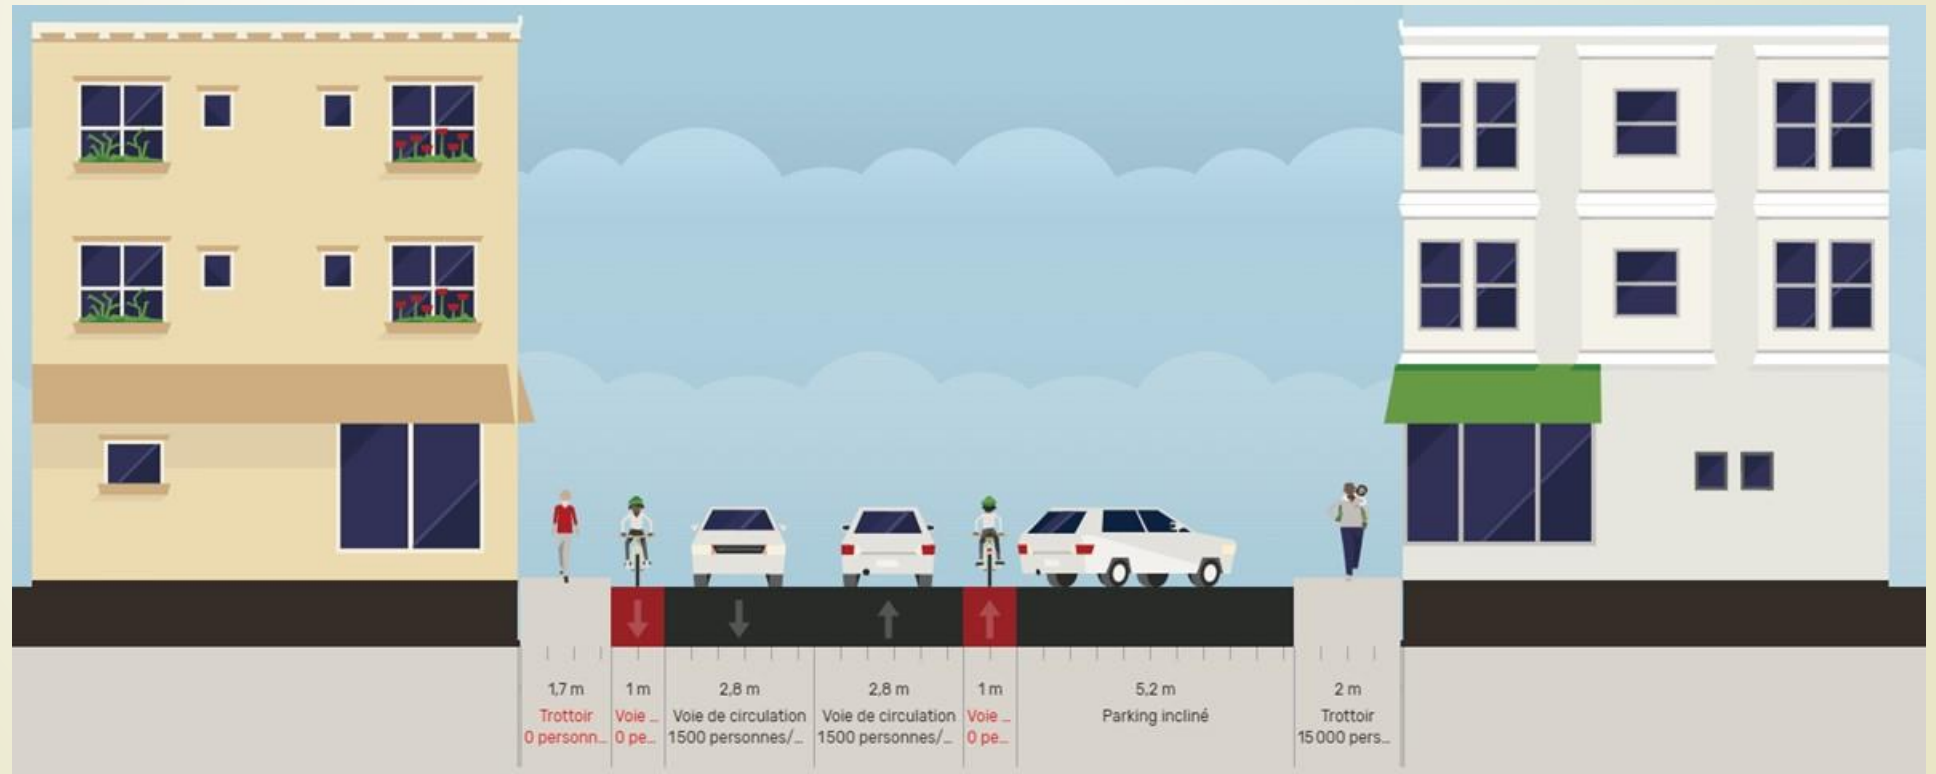 1,7 m
Trottoir
0 personn...
1 m
Voie ...
0 pe...
2,8 m
Voie de circulation
1500 personnes/...
2,8 m
Voie de circulation
1500 personnes/...
1 m
Voie ...
0 pe...
5,2 m
Parking incliné
2 m
Trottoir
15 000 pers...